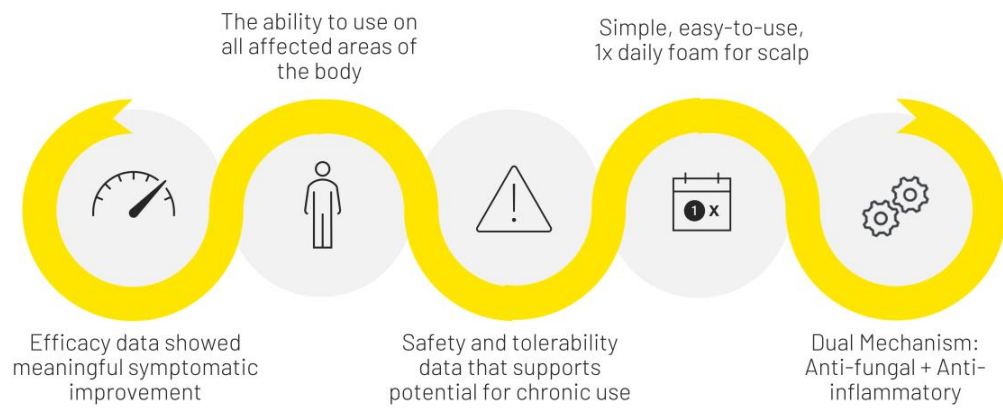 The ability to use on
all affected areas of
the body
Simple, easy-to-use,
1x daily foam for scalp
1 x
Efficacy data showed
meaningful symptomatic
improvement
Safety and tolerability
data that supports
potential for chronic use
Dual Mechanism:
Anti-fungal + Anti-
inflammatory